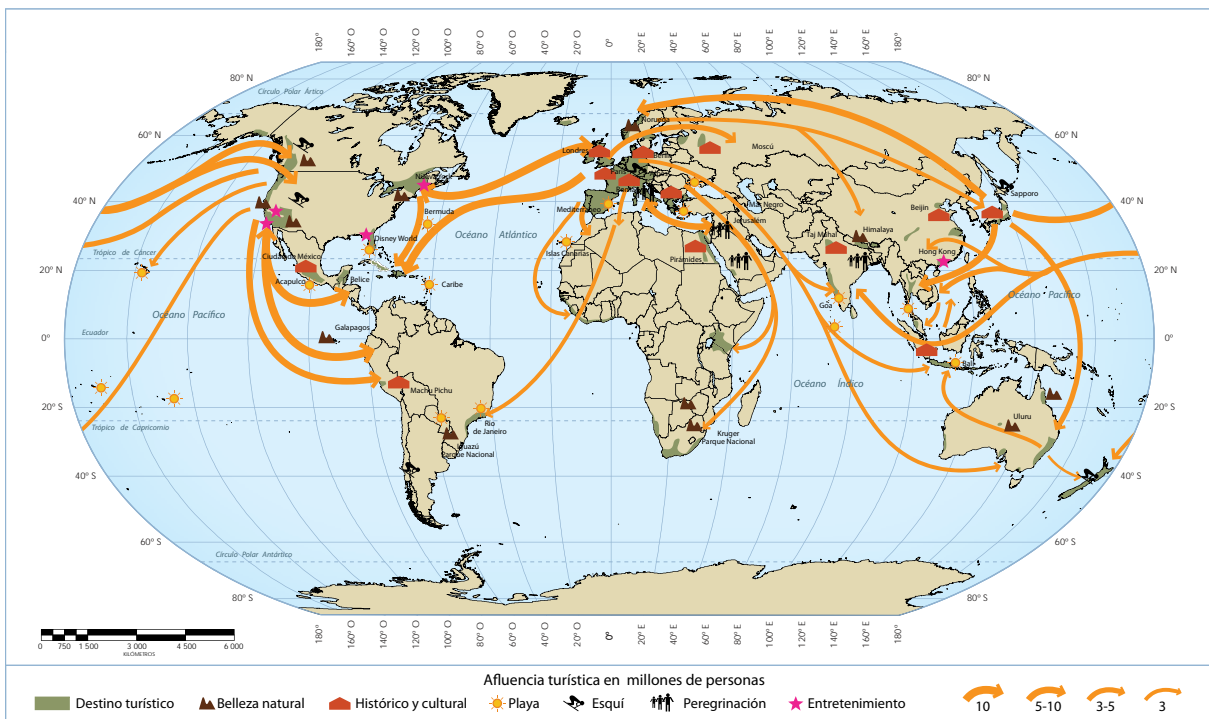 180°
160° O
140° O
120° O
100° O
80° O
60° O
40° O
20° O
0°
20° E
40° E
60° E
80° E
100° E
120° E
140° E
160° E
180°
80° N
80° N
Círculo Polar Ártico
60° N
60° N
40° N
40° N
20° N
20° N
0°
0°
20° S
20° S
40° S
40° S
60° S
60° S
80° S
80° S
Noruega
Londres
Berlín
Moscú
París
Nueva York
Sapporo
Beijín
Mediterráneo
Mar Negro
Bermuda
Jerusalém
Himalaya
Taj Mahal
Océano Atlántico
Disney World
Islas Canarias
Pirámides
Hong Kong
Trópico de Cáncer
Ciudad de México
Belice
Acapulco
Caribe
Goa
Océano Pacífico
Océano Pacífico
Galapagos
Ecuador
Bali
Océano Índico
Machu Pichu
Río
de Janeiro
Uluru
Trópico de Capricornio
Iguazú
Parque Nacional
Kruger
Parque Nacional
Círculo Polar Antártico
180°
160° O
140° O
120° O
100° O
80° O
60° O
40° O
20° O
0°
20° E
40° E
60° E
80° E
100° E
120° E
140° E
160° E
180°
0 750 1 500 3 000 4 000 6 000
KILÓMETROS
Afluencia turística en millones de personas
Destino turístico
Belleza natural
Histórico y cultural
Playa
Esquí
Peregrinación
Entretenimiento
10
5-10
3-5
3